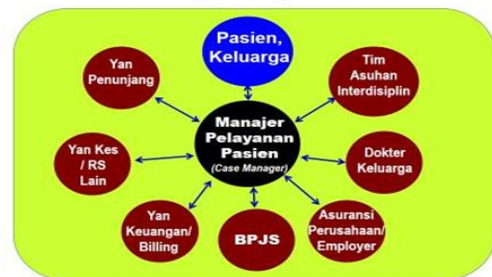 Pasien,
Keluarga
Yan
Penunjang
Tim
Asuhan
Interdisiplin
Manajer
Pelayanan
Pasien
(Case Manager)
Yan Kes
/ RS
Lain
Dokter
Keluarga
Yan
Keuangan/
Billing
BPJS
Asuransi
Perusahaan/
Employer